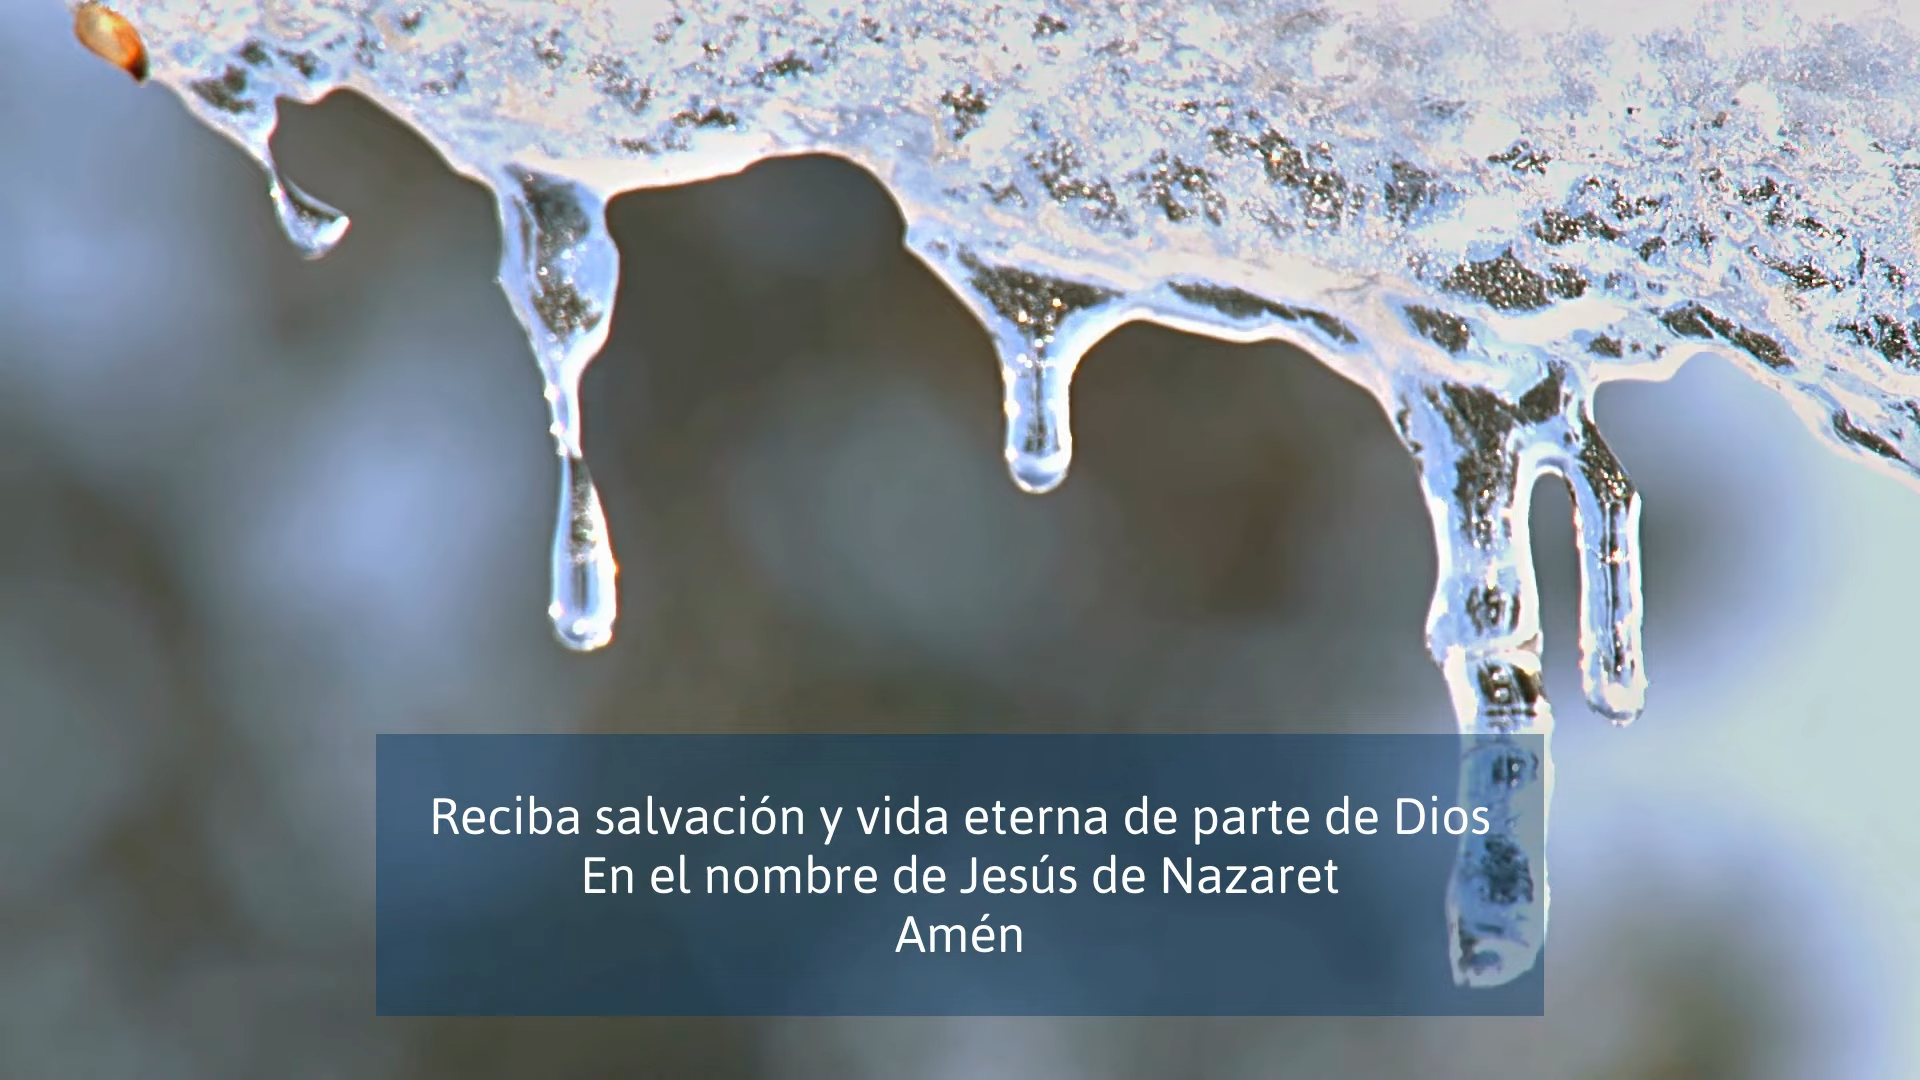 Reciba salvación y vida eterna de parte de Dios
En el nombre de Jesús de Nazaret
Amén